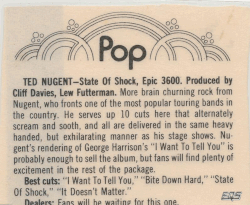 Pop
TED NUGENT—State Of Shock, Epic 3600. Produced by
Cliff Davies, Lew Futterman. More brain churning rock from
Nugent, who fronts one of the most popular touring bands in
the country. He serves up 10 cuts here that alternately
scream and sooth, and all are delivered in the same heavy
handed, but exhilarating manner as his stage shows. Nu-
gent's rendering of George Harrison's "I Want To Tell You" is
probably enough to sell the album, but fans will find plenty of
excitement in the rest of the package.
Best cuts: "I Want To Tell You," "Bite Down Hard," "State
Of Shock," "It Doesn't Matter."
Dealers: Fans will be waiting for this one.